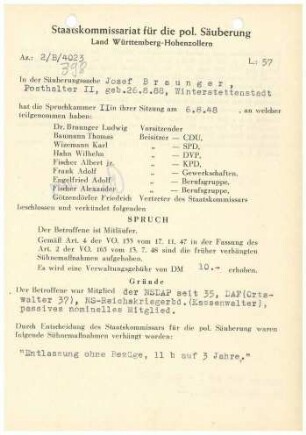 Staatskommissariat für die pol. Säuberung
Land Württemberg-Hohenzollern
Az.: 2/B/4023
L: 57
398
In der Säuberungssache Josef Braunger,
Posthalter II, geb.26.8.88, Winterstettenstadt
hat die Spruchkammer II in ihrer Sitzung am 6.8.48 , an welcher
teilgenommen haben:
Dr. Braunger Ludwig Vorsitzender
Baumann Thomas Beisitzer – CDU,
Wizemann Karl – SPD,
Hahn Wilhelm – DVP,
Fischer Albert jr. – KPD,
Frank Adolf – Gewerkschaften,
Engelfried Adolf – Berufsgruppe,
Fischer Alexander – Berufsgruppe,
Götzendörfer Friedrich Vertreter des Staatskommissars
beschlossen und verkündet folgenden
SPRUCH
Der Betroffene ist Mitläufer.
Gemäß Art. 4 der VO. 133 vom 17. 11. 47 in der Fassung des
Art. 2 der VO. 165 vom 13. 7. 48 sind die früher verhängten
Sühnemaßnahmen aufgehoben.
Es wird eine Verwaltungsgebühr von DM 10.- erhoben.
Gründe
Der Betroffene war Mitglied der NSDAP seit 35, DAF(Orts-
walter 37), NS-Reichskriegerbd.(Kassenwalter),
passives nominelles Mitglied.
Durch Entscheidung des Staatskommissars für die pol. Säuberung waren
folgende Sühnemaßnahmen verhängt worden:
"Entlassung ohne Bezüge, 11 b auf 3 Jahre."